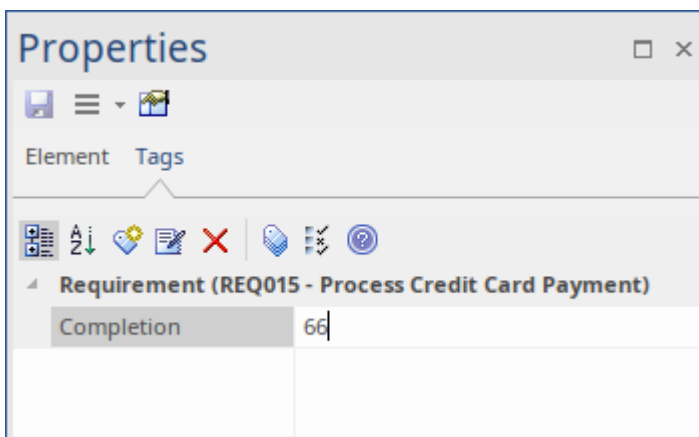 Properties
Element Tags
Requirement (REQ015 - Process Credit Card Payment)
Completion 66